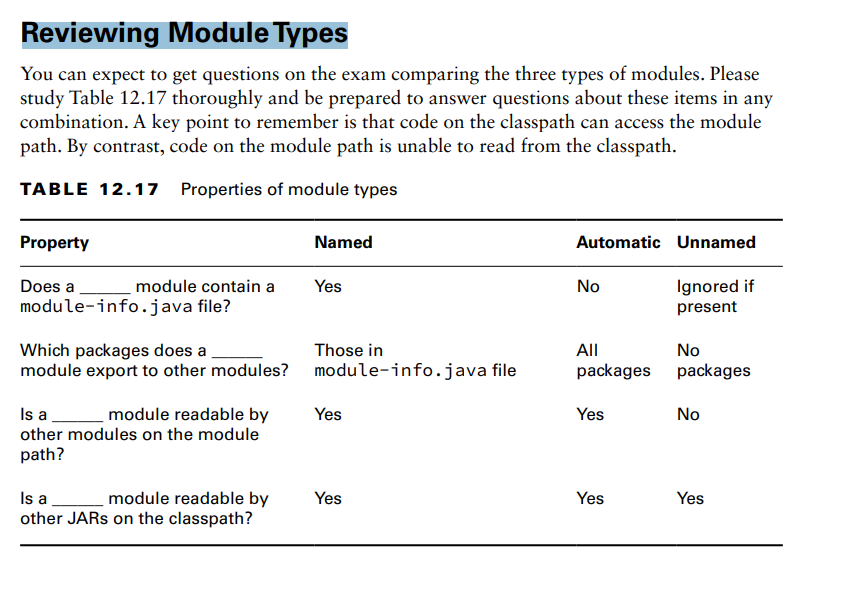 Reviewing Module Types
You can expect to get questions on the exam comparing the three types of modules. Please
study Table 12.17 thoroughly and be prepared to answer questions about these items in any
combination. A key point to remember is that code on the classpath can access the module
path. By contrast, code on the module path is unable to read from the classpath.
TABLE 12.17 Properties of module types
Property Named Automatic Unnamed
Does a ______ module contain a Yes No Ignored if
module-info.java file? present
Which packages does a ______ Those in All No
module export to other modules? module-info.java file packages packages
Is a ______ module readable by Yes Yes No
other modules on the module
path?
Is a ______ module readable by Yes Yes Yes
other JARs on the classpath?